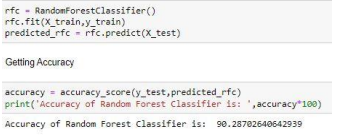 rfc = RandomForestClassifier()
rfc.fit(X_train,y_train)
predicted_rfc = rfc.predict(X_test)
Getting Accuracy
accuracy = accuracy_score(y_test,predicted_rfc)
print('Accuracy of Random Forest Classifier is: ',accuracy*100)
Accuracy of Random Forest Classifier is:  90.28702640642939